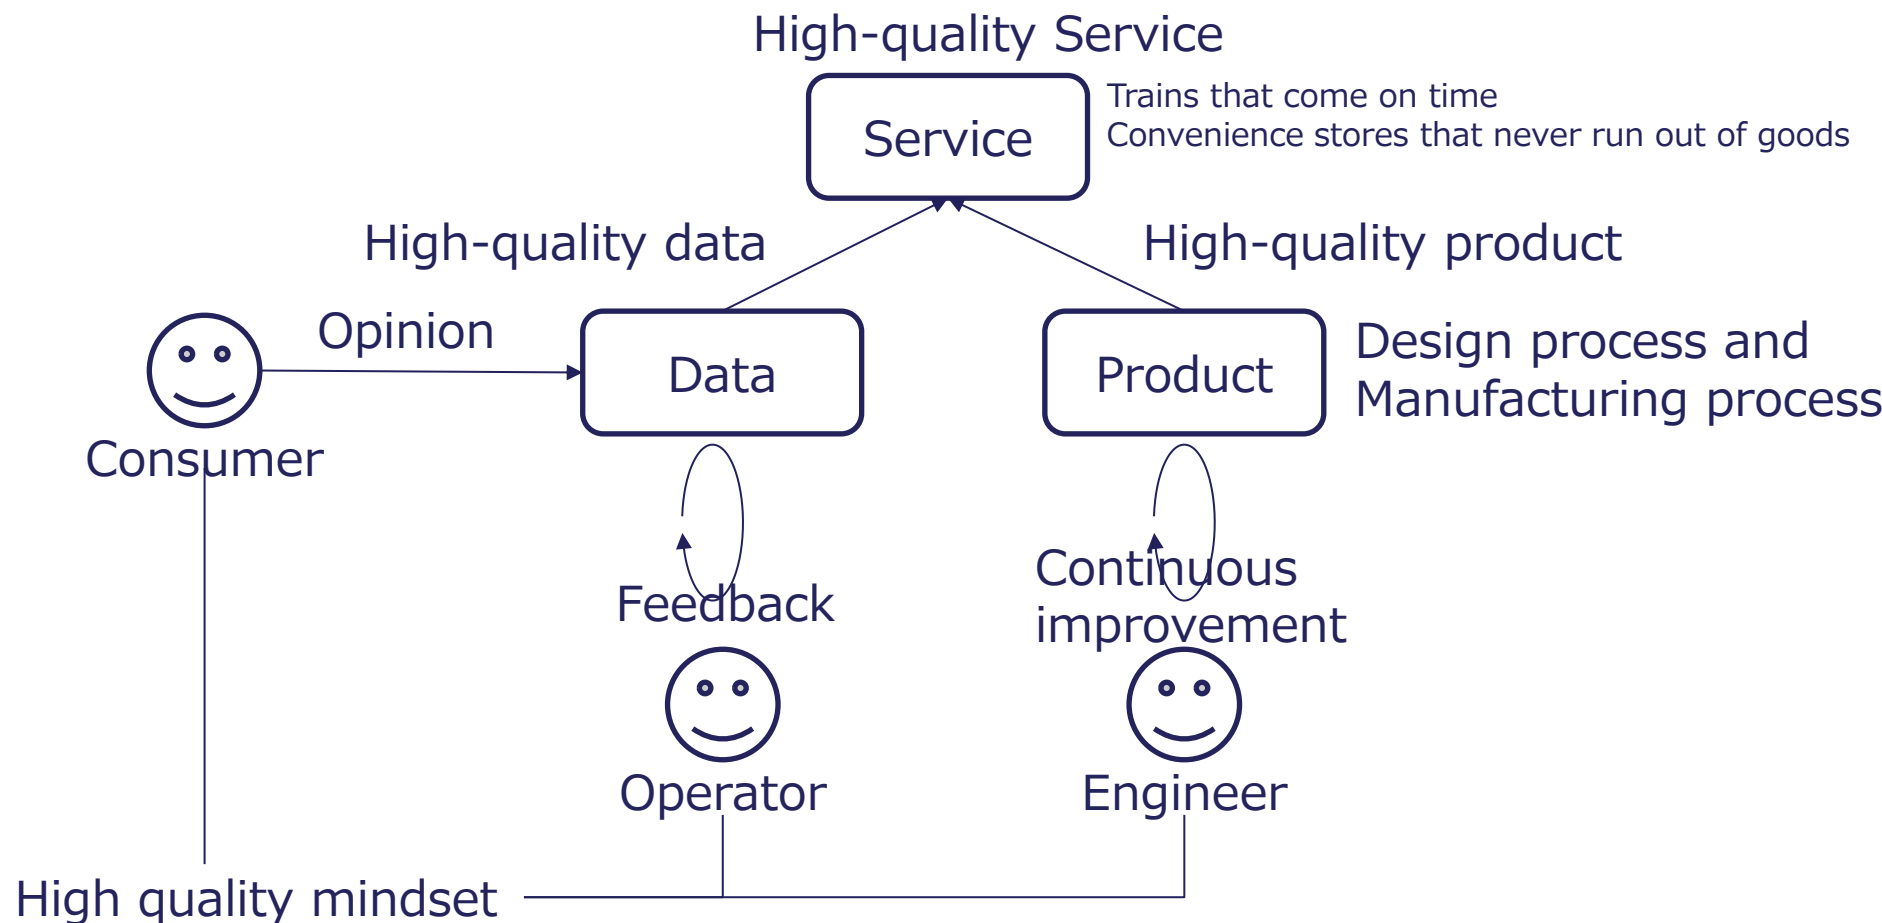 High-quality Service
Service
Trains that come on time
Convenience stores that never run out of goods
High-quality data
High-quality product
Opinion
Data
Product
Design process and
Manufacturing process
Consumer
Feedback
Continuous
improvement
Operator
Engineer
High quality mindset